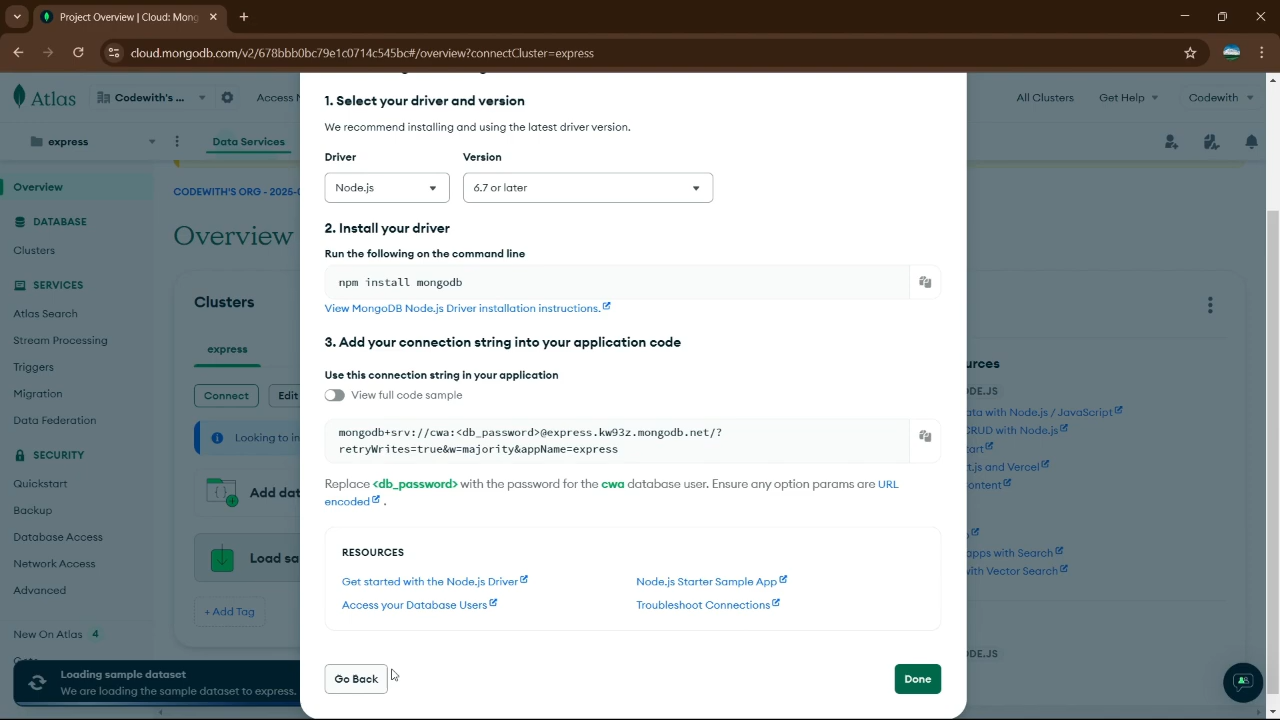 Project Overview | Cloud: Mong
cloud.mongodb.com/v2/678bbb0bc79e1c0714c545bc#/overview?connectCluster=express
Atlas
Codewith's ...
Access
All Clusters
Get Help
Codewith
express
Data Services
Overview
DATABASE
Clusters
SERVICES
Atlas Search
Stream Processing
Triggers
Migration
Data Federation
SECURITY
Quickstart
Backup
Database Access
Network Access
Advanced
New On Atlas 4
CODEWITH'S ORG - 2025-0
Overview
Clusters
express
Connect
Edit
Looking to in
Add dat
Load sa
+ Add Tag
Loading sample dataset
We are loading the sample dataset to express.
1. Select your driver and version
We recommend installing and using the latest driver version.
Driver
Version
Node.js
6.7 or later
2. Install your driver
Run the following on the command line
npm install mongodb
View MongoDB Node.js Driver installation instructions.
3. Add your connection string into your application code
Use this connection string in your application
View full code sample
mongodb+srv://cwa:<db_password>@express.kw93z.mongodb.net/?
retryWrites=true&w=majority&appName=express
Replace <db_password> with the password for the cwa database user. Ensure any option params are URL
encoded .
RESOURCES
Get started with the Node.js Driver
Node.js Starter Sample App
Access your Database Users
Troubleshoot Connections
Go Back
Done
urces
DE.JS
ata with Node.js / JavaScript
CRUD with Node.js
tart
t.js and Vercel
ontent
apps with Search
with Vector Search
DE.JS